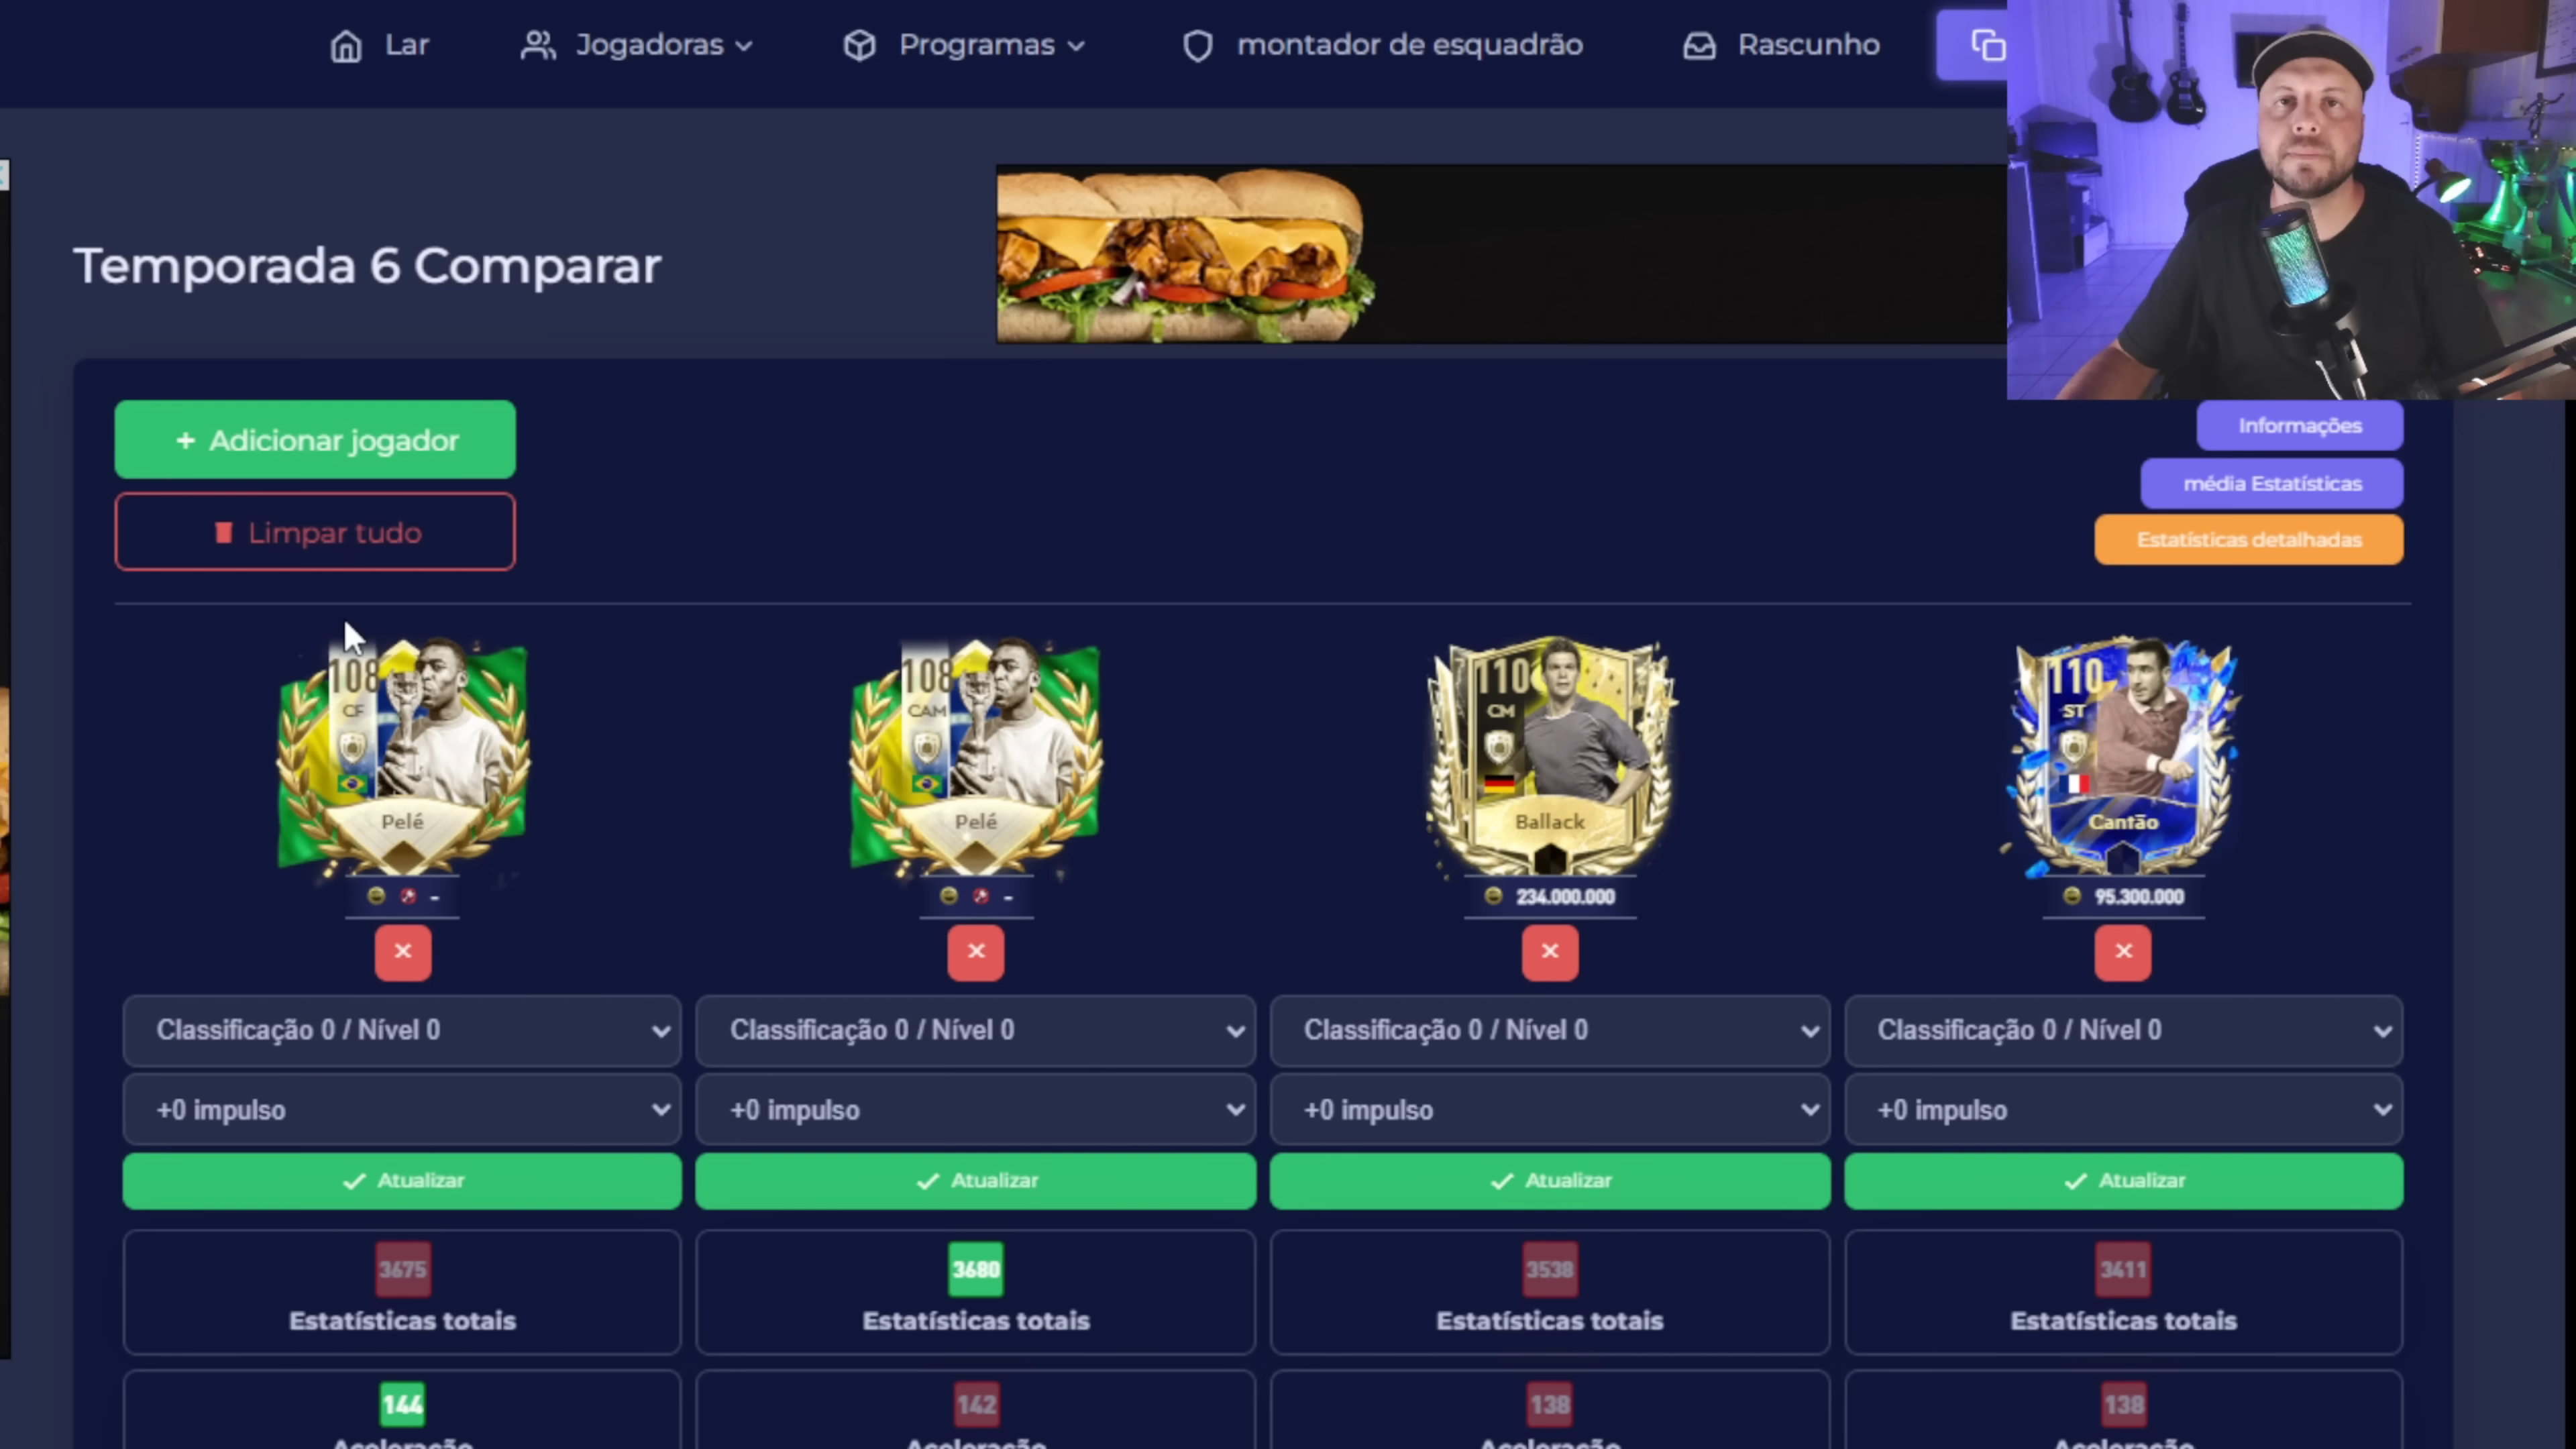 Lar
Jogadoras
Programas
montador de esquadrão
Rascunho
Temporada 6 Comparar
+ Adicionar jogador
Limpar tudo
Informações
média Estatísticas
Estatísticas detalhadas
108
CF
Pelé
-
108
CAM
Pelé
-
110
CM
Ballack
234.000.000
110
ST
Cantão
95.300.000
Classificação 0 / Nível 0
Classificação 0 / Nível 0
Classificação 0 / Nível 0
Classificação 0 / Nível 0
+0 impulso
+0 impulso
+0 impulso
+0 impulso
Atualizar
Atualizar
Atualizar
Atualizar
3675
Estatísticas totais
3680
Estatísticas totais
3538
Estatísticas totais
3411
Estatísticas totais
144
Aceleração
142
Aceleração
138
Aceleração
138
Aceleração